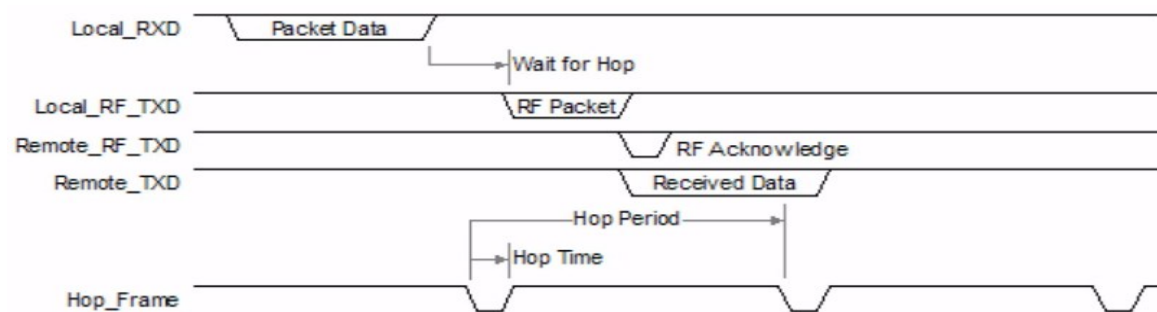 Local_RXD Packet Data
Wait for Hop
Local_RF_TXD RF Packet
Remote_RF_TXD RF Acknowledge
Remote_TXD Received Data
Hop Period
Hop Time
Hop_Frame